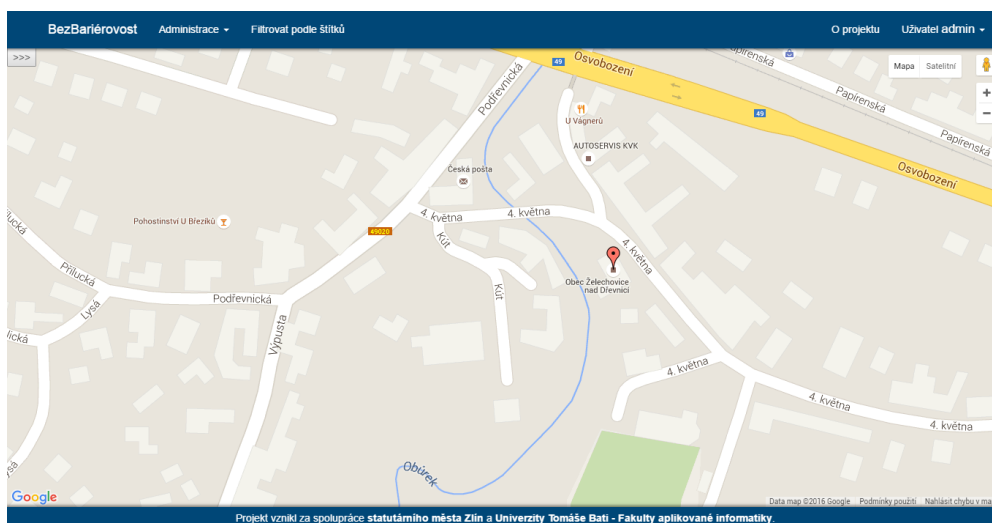 BezBariérovost Administrace Filtrovat podle štítků O projektu Uživatel admin
>>>
Mapa Satelitní
49 Osvobození
Papírenská
Podřevnická
Papírenská
U Vágnerů
49
Papírenská
AUTOSERVIS KVK
Osvobození
Česká pošta
4. května 4. května
Pohostinství U Březíků
49020
Kút
4. května
Přílucká
Obec Želechovice
nad Dřevnicí
Lysá
Podřevnická
Kút
Výpusta
4. května
4. května
4. května
Obůrek
Google
Data map ©2016 Google Podmínky použití Nahlásit chybu v ma
Projekt vznikl za spolupráce statutárního města Zlín a Univerzity Tomáše Bati - Fakulty aplikované informatiky.